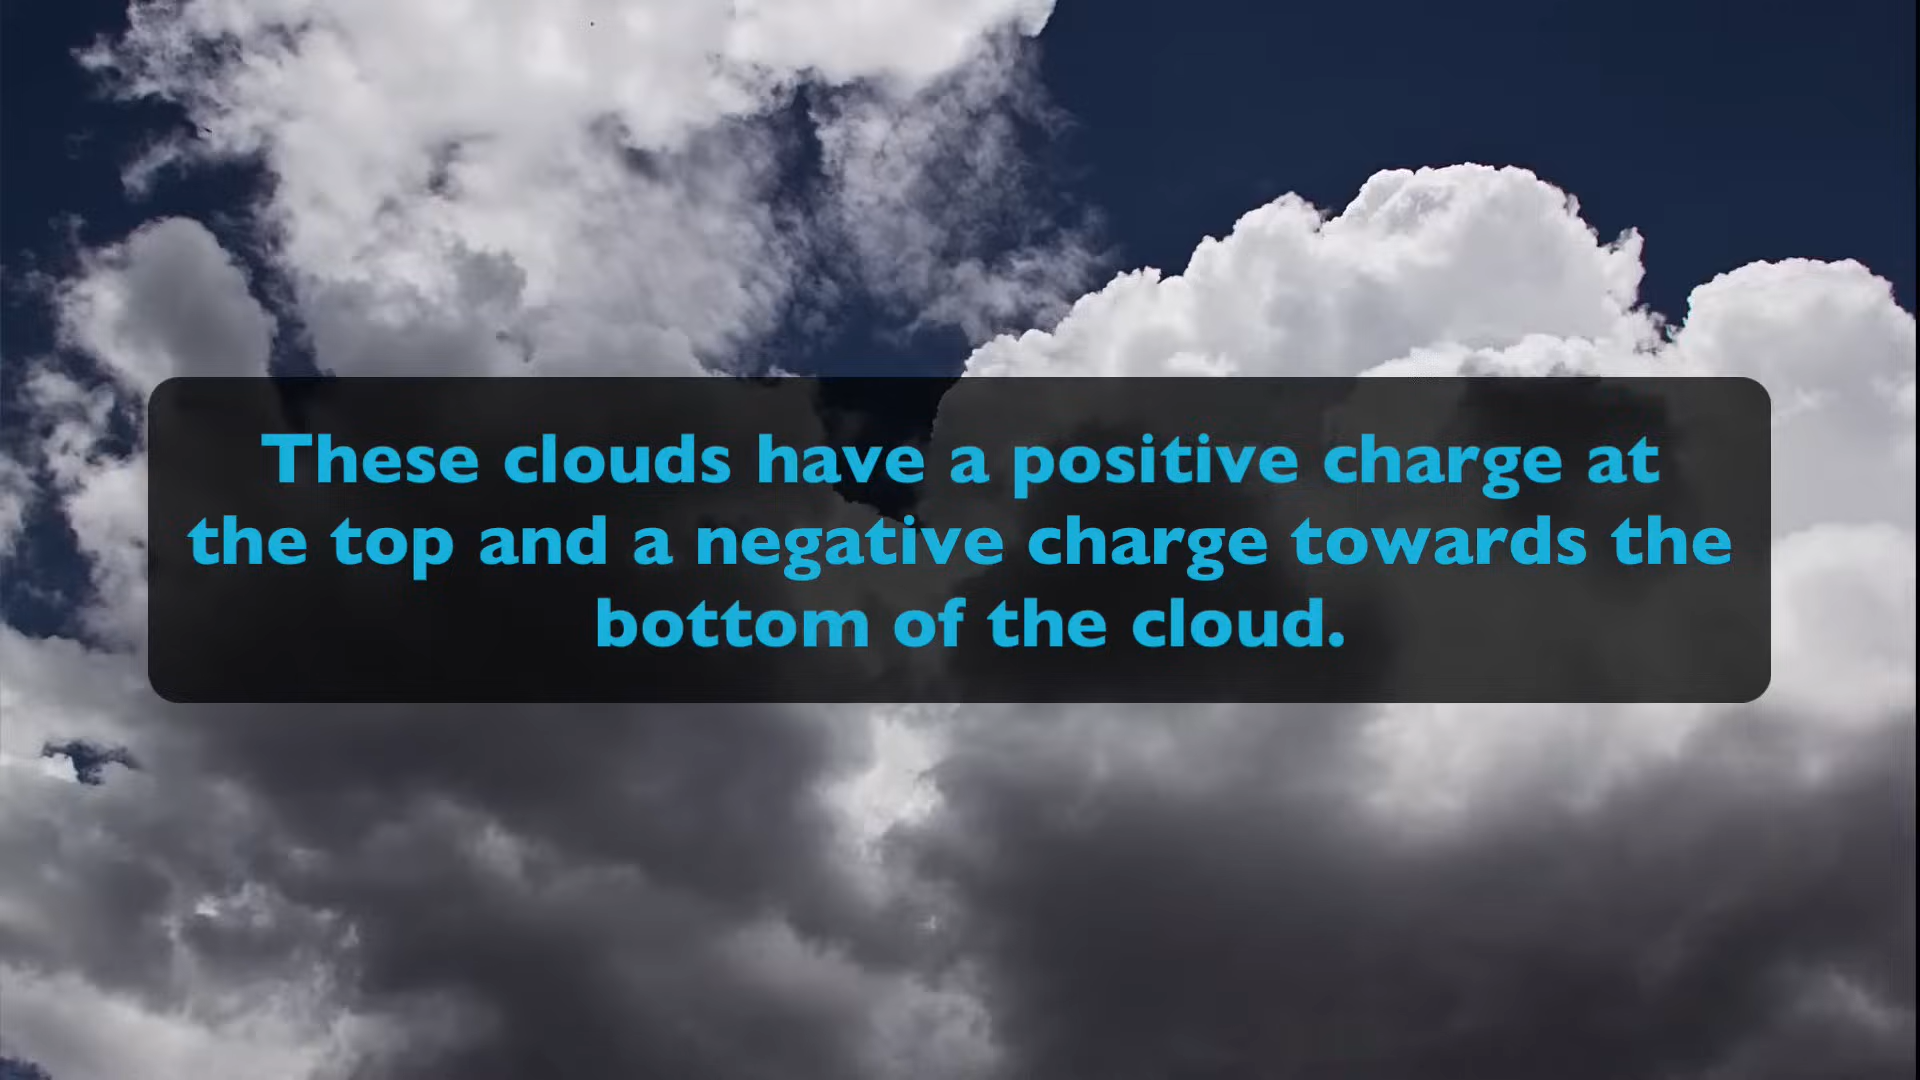 These clouds have a positive charge at
the top and a negative charge towards the
bottom of the cloud.